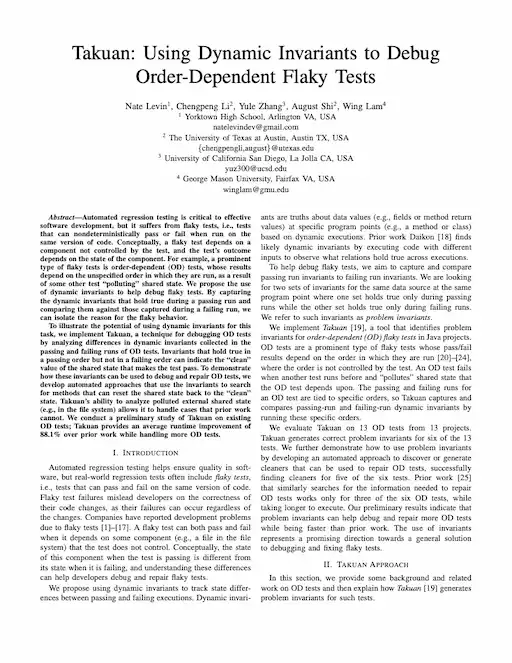 Takuan: Using Dynamic Invariants to Debug
Order-Dependent Flaky Tests
Nate Levin¹, Chengpeng Li², Yule Zhang³, August Shi², Wing Lam⁴
¹ Yorktown High School, Arlington VA, USA
natelevindev@gmail.com
² The University of Texas at Austin, Austin TX, USA
{chengpengli,august}@utexas.edu
³ University of California San Diego, La Jolla CA, USA
yuz300@ucsd.edu
⁴ George Mason University, Fairfax VA, USA
winglam@gmu.edu
Abstract—Automated regression testing is critical to effective
software development, but it suffers from flaky tests, i.e., tests
that can nondeterministically pass or fail when run on the
same version of code. Conceptually, a flaky test depends on a
component not controlled by the test, and the test's outcome
depends on the state of the component. For example, a prominent
type of flaky tests is order-dependent (OD) tests, whose results
depend on the unspecified order in which they are run, as a result
of some other test "polluting" shared state. We propose the use
of dynamic invariants to help debug flaky tests. By capturing
the dynamic invariants that hold true during a passing run and
comparing them against those captured during a failing run, we
can isolate the reason for the flaky behavior.
To illustrate the potential of using dynamic invariants for this
task, we implement Takuan, a technique for debugging OD tests
by analyzing differences in dynamic invariants collected in the
passing and failing runs of OD tests. Invariants that hold true in
a passing order but not in a failing order can indicate the "clean"
value of the shared state that makes the test pass. To demonstrate
how these invariants can be used to debug and repair OD tests, we
develop automated approaches that use the invariants to search
for methods that can reset the shared state back to the "clean"
state. Takuan's ability to analyze polluted external shared state
(e.g., in the file system) allows it to handle cases that prior work
cannot. We conduct a preliminary study of Takuan on existing
OD tests; Takuan provides an average runtime improvement of
88.1% over prior work while handling more OD tests.
I. INTRODUCTION
Automated regression testing helps ensure quality in soft-
ware, but real-world regression tests often include flaky tests,
i.e., tests that can pass and fail on the same version of code.
Flaky test failures mislead developers on the correctness of
their code changes, as their failures can occur regardless of
the changes. Companies have reported development problems
due to flaky tests [1]–[17]. A flaky test can both pass and fail
when it depends on some component (e.g., a file in the file
system) that the test does not control. Conceptually, the state
of this component when the test is passing is different from
its state when it is failing, and understanding these differences
can help developers debug and repair flaky tests.
We propose using dynamic invariants to track state differ-
ences between passing and failing executions. Dynamic invari-
ants are truths about data values (e.g., fields or method return
values) at specific program points (e.g., a method or class)
based on dynamic executions. Prior work Daikon [18] finds
likely dynamic invariants by executing code with different
inputs to observe what relations hold true across executions.
To help debug flaky tests, we aim to capture and compare
passing run invariants to failing run invariants. We are looking
for two sets of invariants for the same data source at the same
program point where one set holds true only during passing
runs while the other set holds true only during failing runs.
We refer to such invariants as problem invariants.
We implement Takuan [19], a tool that identifies problem
invariants for order-dependent (OD) flaky tests in Java projects.
OD tests are a prominent type of flaky tests whose pass/fail
results depend on the order in which they are run [20]–[24],
where the order is not controlled by the test. An OD test fails
when another test runs before and "pollutes" shared state that
the OD test depends upon. The passing and failing runs for
an OD test are tied to specific orders, so Takuan captures and
compares passing-run and failing-run dynamic invariants by
running these specific orders.
We evaluate Takuan on 13 OD tests from 13 projects.
Takuan generates correct problem invariants for six of the 13
tests. We further demonstrate how to use problem invariants
by developing an automated approach to discover or generate
cleaners that can be used to repair OD tests, successfully
finding cleaners for five of the six tests. Prior work [25]
that similarly searches for the information needed to repair
OD tests works only for three of the six OD tests, while
taking longer to execute. Our preliminary results indicate that
problem invariants can help debug and repair more OD tests
while being faster than prior work. The use of invariants
represents a promising direction towards a general solution
to debugging and fixing flaky tests.
II. TAKUAN APPROACH
In this section, we provide some background and related
work on OD tests and then explain how Takuan [19] generates
problem invariants for such tests.